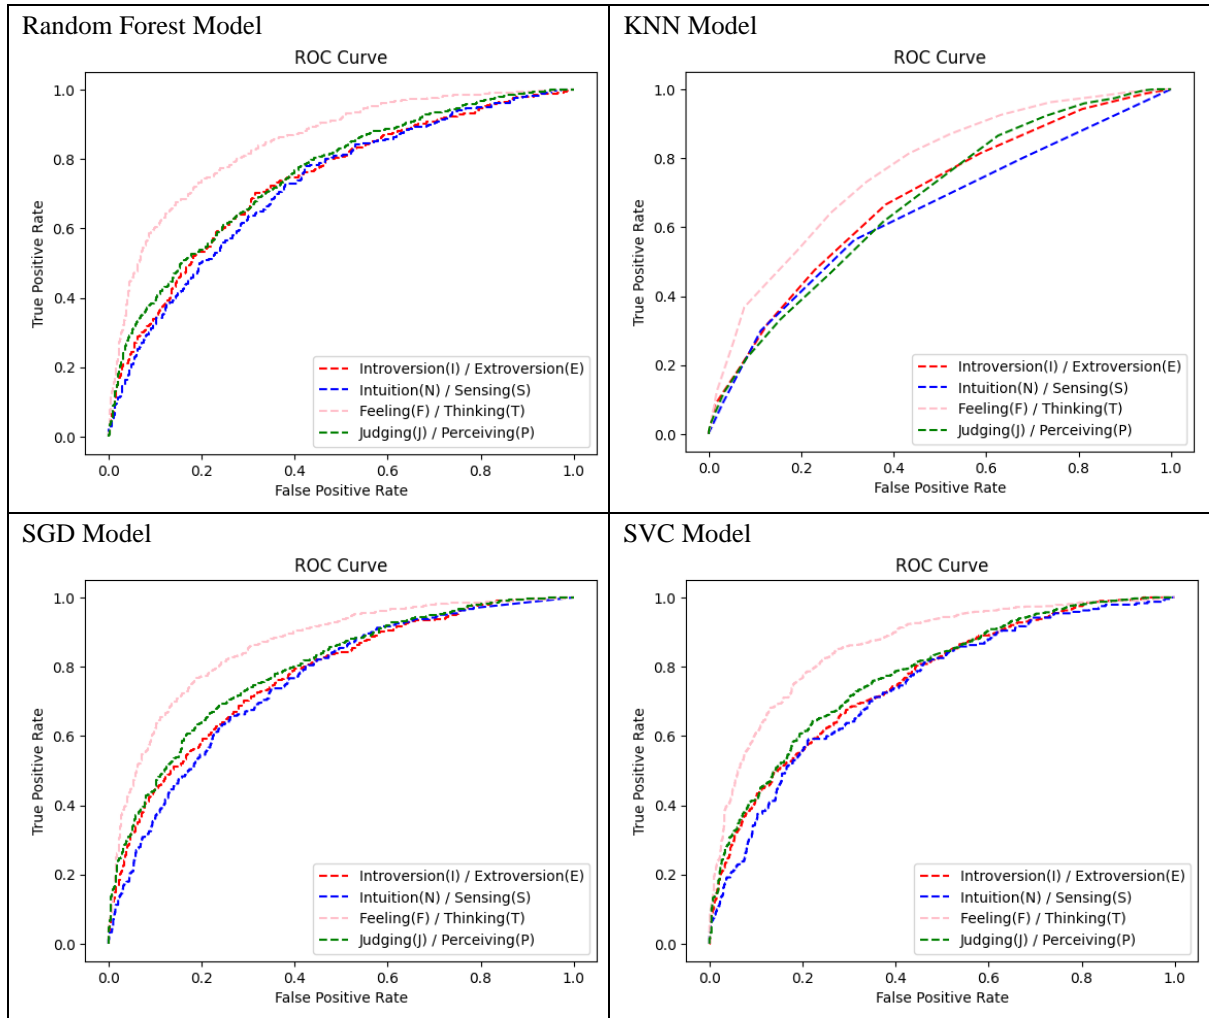 Random Forest Model
ROC Curve
True Positive Rate
1.0
0.8
0.6
0.4
0.2
0.0
Introversion(I) / Extroversion(E)
Intuition(N) / Sensing(S)
Feeling(F) / Thinking(T)
Judging(J) / Perceiving(P)
0.0 0.2 0.4 0.6 0.8 1.0
False Positive Rate
KNN Model
ROC Curve
True Positive Rate
1.0
0.8
0.6
0.4
0.2
0.0
Introversion(I) / Extroversion(E)
Intuition(N) / Sensing(S)
Feeling(F) / Thinking(T)
Judging(J) / Perceiving(P)
0.0 0.2 0.4 0.6 0.8 1.0
False Positive Rate
SGD Model
ROC Curve
True Positive Rate
1.0
0.8
0.6
0.4
0.2
0.0
Introversion(I) / Extroversion(E)
Intuition(N) / Sensing(S)
Feeling(F) / Thinking(T)
Judging(J) / Perceiving(P)
0.0 0.2 0.4 0.6 0.8 1.0
False Positive Rate
SVC Model
ROC Curve
True Positive Rate
1.0
0.8
0.6
0.4
0.2
0.0
Introversion(I) / Extroversion(E)
Intuition(N) / Sensing(S)
Feeling(F) / Thinking(T)
Judging(J) / Perceiving(P)
0.0 0.2 0.4 0.6 0.8 1.0
False Positive Rate